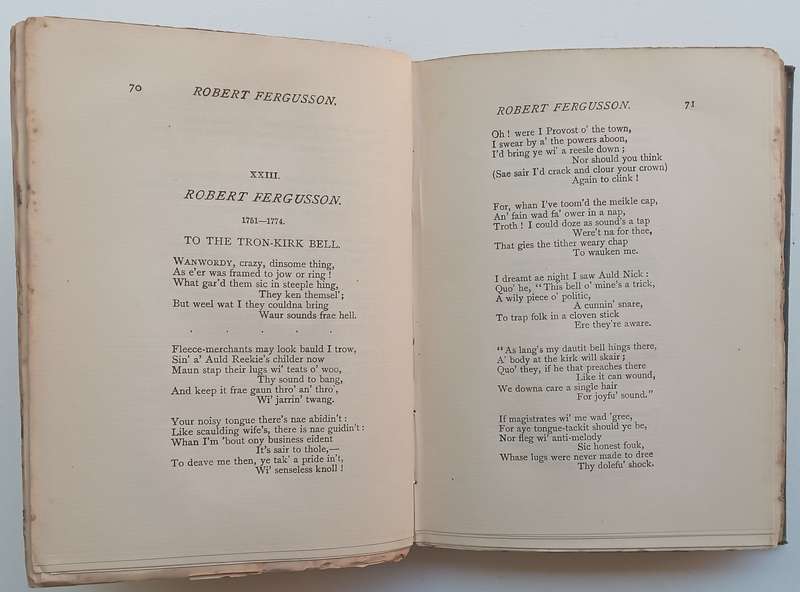 70
ROBERT FERGUSSON.
XXIII.
ROBERT FERGUSSON.
1751—1774.
TO THE TRON-KIRK BELL.
WANWORDY, crazy, dinsome thing,
As e'er was framed to jow or ring !
What gar'd them sic in steeple hing,
They ken themsel' ;
But weel wat I they couldna bring
Waur sounds frae hell.
. . . . . .
Fleece-merchants may look bauld I trow,
Sin' a' Auld Reekie's childer now
Maun stap their lugs wi' teats o' woo,
Thy sound to bang,
And keep it frae gaun thro' an' thro',
Wi' jarrin' twang.
Your noisy tongue there's nae abidin't :
Like scaulding wife's, there is nae guidin't :
Whan I'm 'bout ony business eident
It's sair to thole,—
To deave me then, ye tak' a pride in't,
Wi' senseless knoll !
ROBERT FERGUSSON.
71
Oh ! were I Provost o' the town,
I swear by a' the powers aboon,
I'd bring ye wi' a reesle down ;
Nor should you think
(Sae sair I'd crack and clour your crown)
Again to clink !
For, whan I've toom'd the meikle cap,
An' fain wad fa' ower in a nap,
Troth ! I could doze as sound's a tap
Were't na for thee,
That gies the tither weary chap
To wauken me.
I dreamt ae night I saw Auld Nick :
Quo' he, "This bell o' mine's a trick,
A wily piece o' politic,
A cunnin' snare,
To trap folk in a cloven stick
Ere they're aware.
"As lang's my dautit bell hings there,
A' body at the kirk will skair ;
Quo' they, if he that preaches there
Like it can wound,
We downa care a single hair
For joyfu' sound."
If magistrates wi' me wad 'gree,
For aye tongue-tackit should ye be,
Nor fleg wi' anti-melody
Sic honest fouk,
Whase lugs were never made to dree
Thy dolefu' shock.